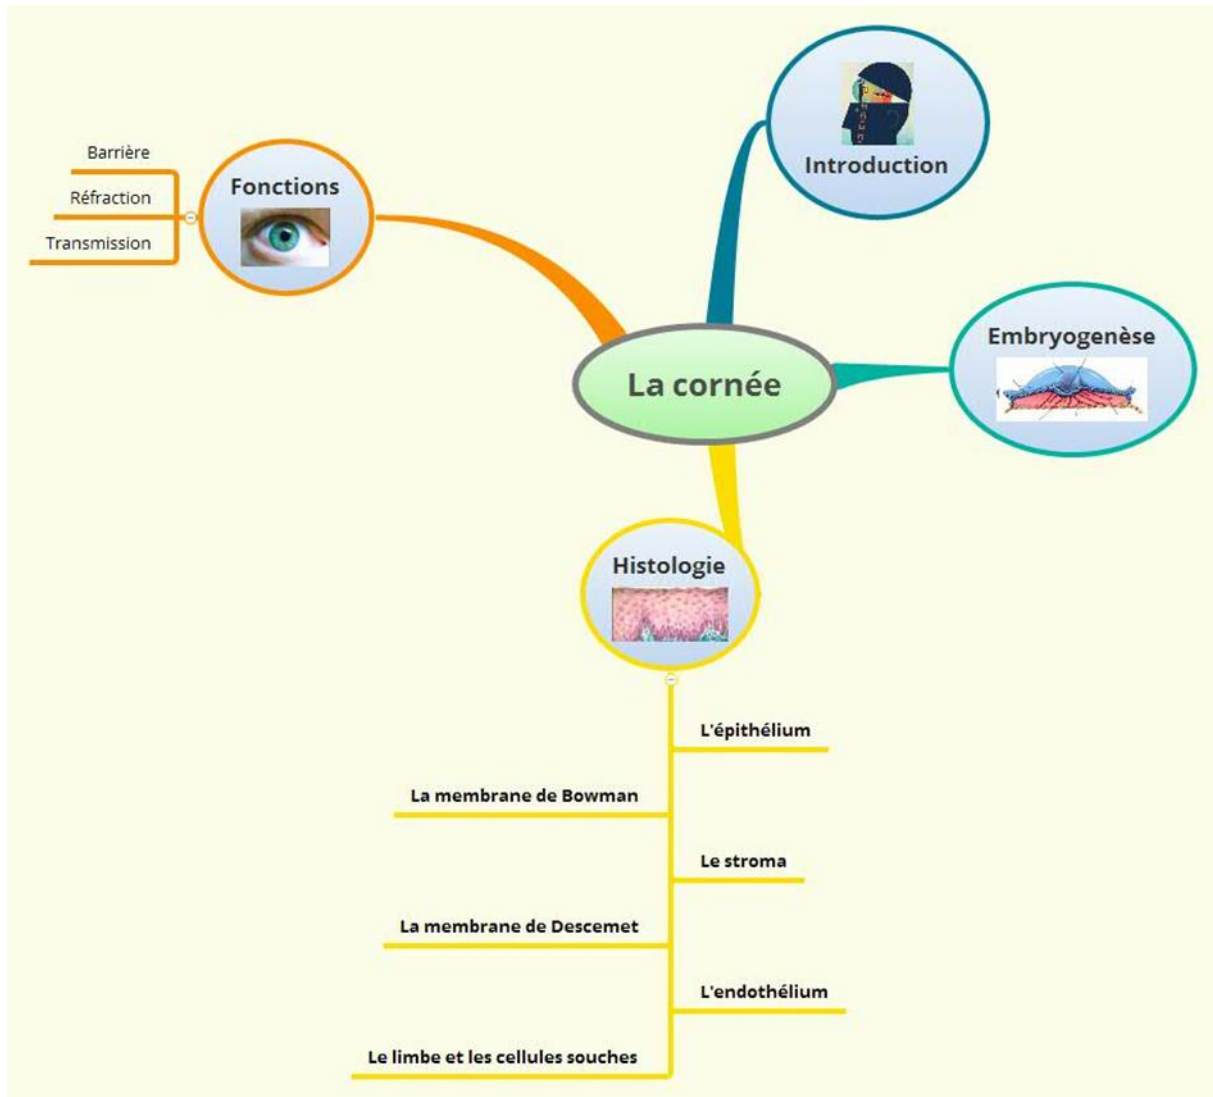 La cornée
Introduction
Embryogenèse
Histologie
L'épithélium
La membrane de Bowman
Le stroma
La membrane de Descemet
L'endothélium
Le limbe et les cellules souches
Fonctions
Barrière
Réfraction
Transmission